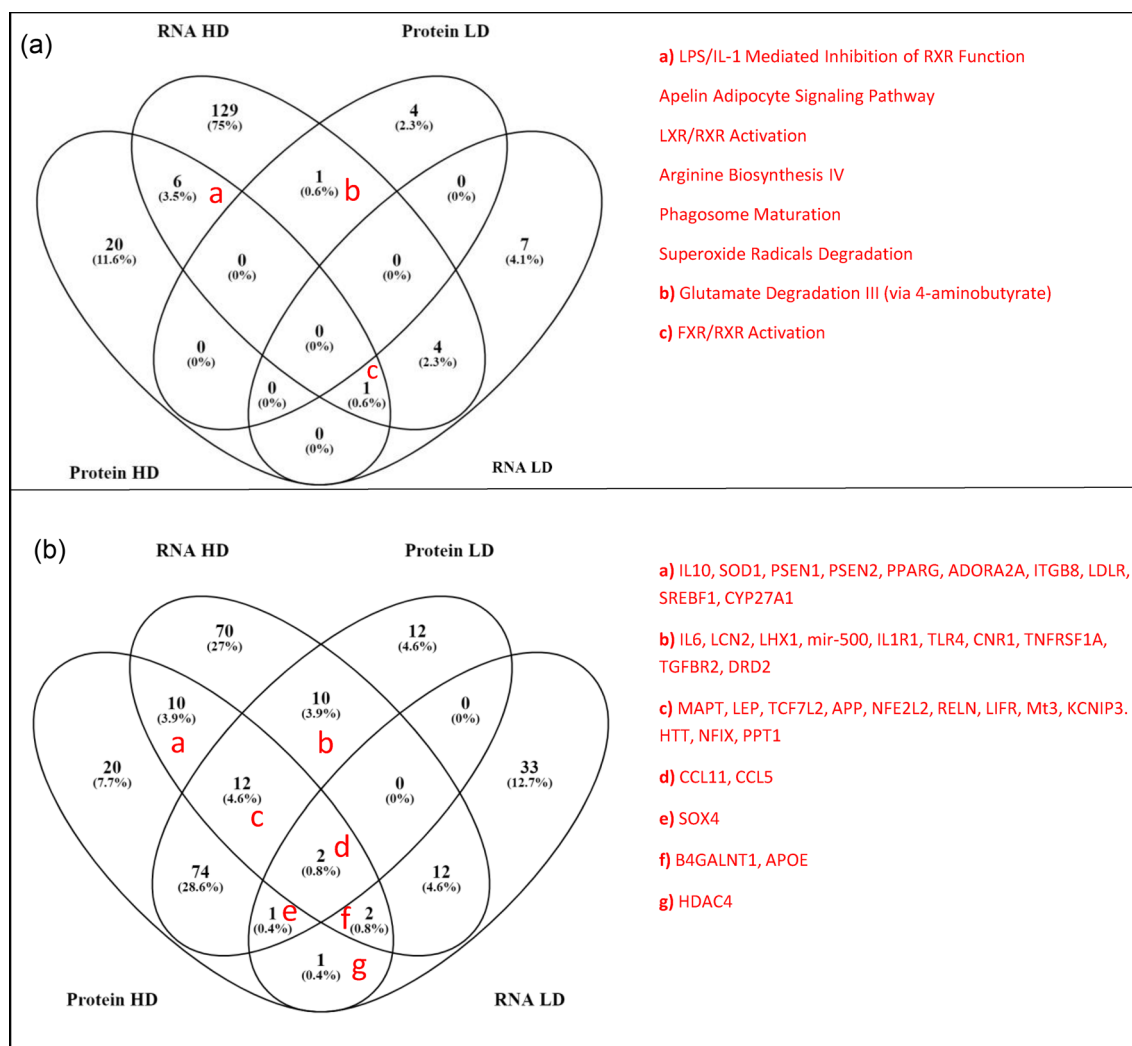 (a)
RNA HD
Protein LD
129
(75%)
4
(2.3%)
6
(3.5%)
a
1
(0.6%)
b
0
(0%)
20
(11.6%)
7
(4.1%)
0
(0%)
0
(0%)
0
(0%)
0
(0%)
4
(2.3%)
c
0
(0%)
1
(0.6%)
0
(0%)
Protein HD
RNA LD
a) LPS/IL-1 Mediated Inhibition of RXR Function
Apelin Adipocyte Signaling Pathway
LXR/RXR Activation
Arginine Biosynthesis IV
Phagosome Maturation
Superoxide Radicals Degradation
b) Glutamate Degradation III (via 4-aminobutyrate)
c) FXR/RXR Activation
(b)
RNA HD
Protein LD
70
(27%)
12
(4.6%)
10
(3.9%)
a
10
(3.9%)
b
0
(0%)
20
(7.7%)
33
(12.7%)
12
(4.6%)
c
0
(0%)
2
(0.8%)
d
74
(28.6%)
12
(4.6%)
1
(0.4%)
e
f
2
(0.8%)
1
(0.4%)
g
Protein HD
RNA LD
a) IL10, SOD1, PSEN1, PSEN2, PPARG, ADORA2A, ITGB8, LDLR,
SREBF1, CYP27A1
b) IL6, LCN2, LHX1, mir-500, IL1R1, TLR4, CNR1, TNFRSF1A,
TGFBR2, DRD2
c) MAPT, LEP, TCF7L2, APP, NFE2L2, RELN, LIFR, Mt3, KCNIP3.
HTT, NFIX, PPT1
d) CCL11, CCL5
e) SOX4
f) B4GALNT1, APOE
g) HDAC4